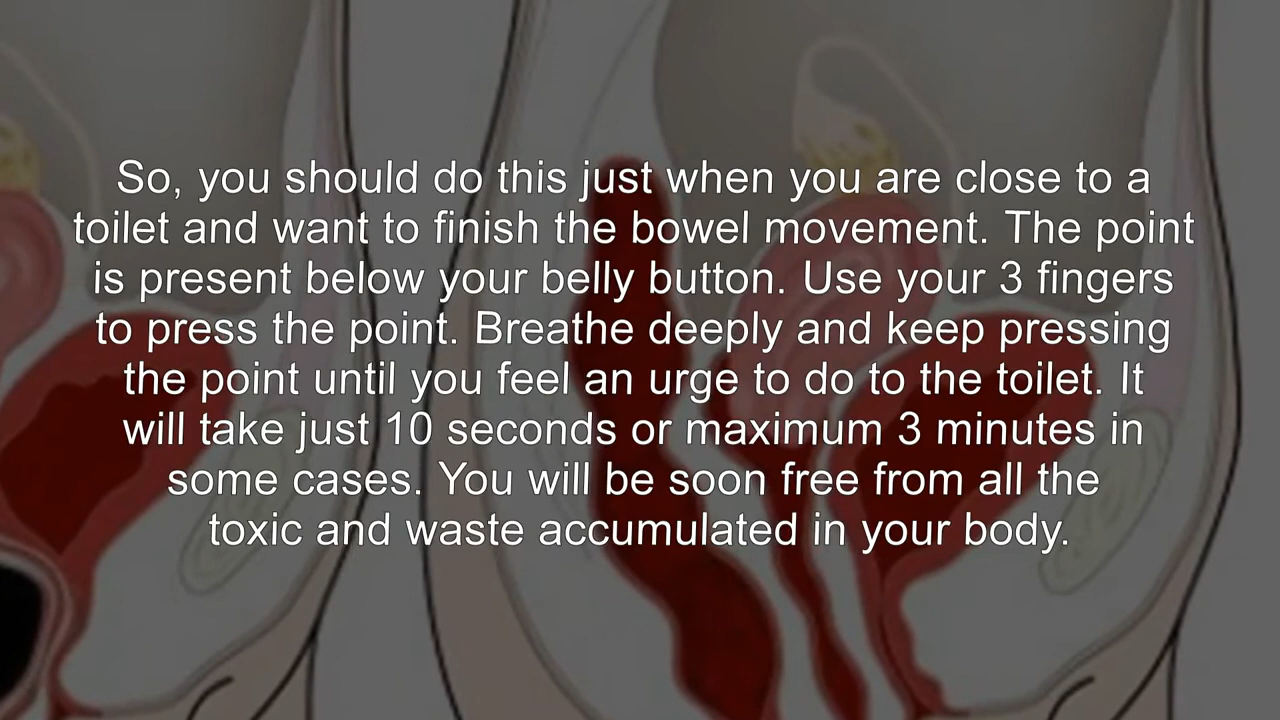 So, you should do this just when you are close to a
toilet and want to finish the bowel movement. The point
is present below your belly button. Use your 3 fingers
to press the point. Breathe deeply and keep pressing
the point until you feel an urge to do to the toilet. It
will take just 10 seconds or maximum 3 minutes in
some cases. You will be soon free from all the
toxic and waste accumulated in your body.